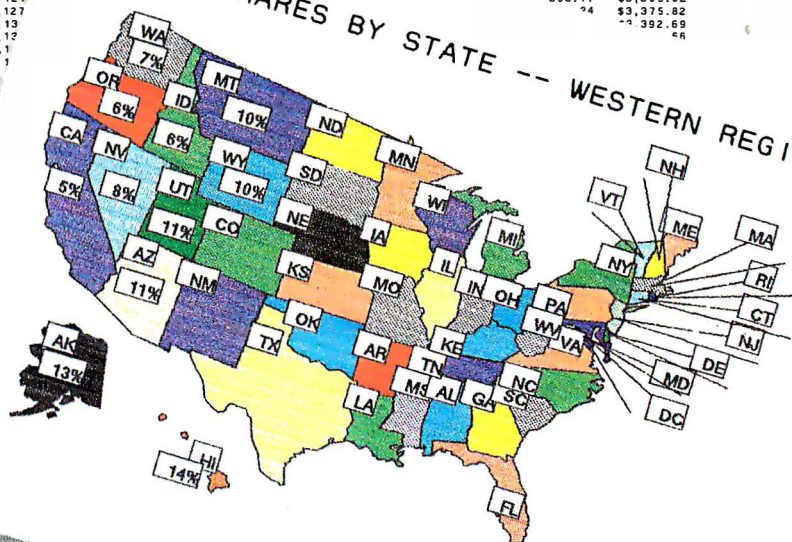 $3,375.82
HARES BY STATE -- WESTERN REGI
WA
7%
OR
6%
ID
6%
MT
10%
ND
MN
CA
5%
NV
8%
UT
11%
WY
10%
SD
WI
MI
NE
IA
CO
AZ
11%
NM
KS
MO
IL
IN
OH
PA
NY
VT
NH
ME
MA
RI
CT
NJ
DE
MD
DC
WV
VA
KE
TN
NC
SC
OK
TX
AR
LA
MS
AL
GA
FL
AK
13%
HI
14%